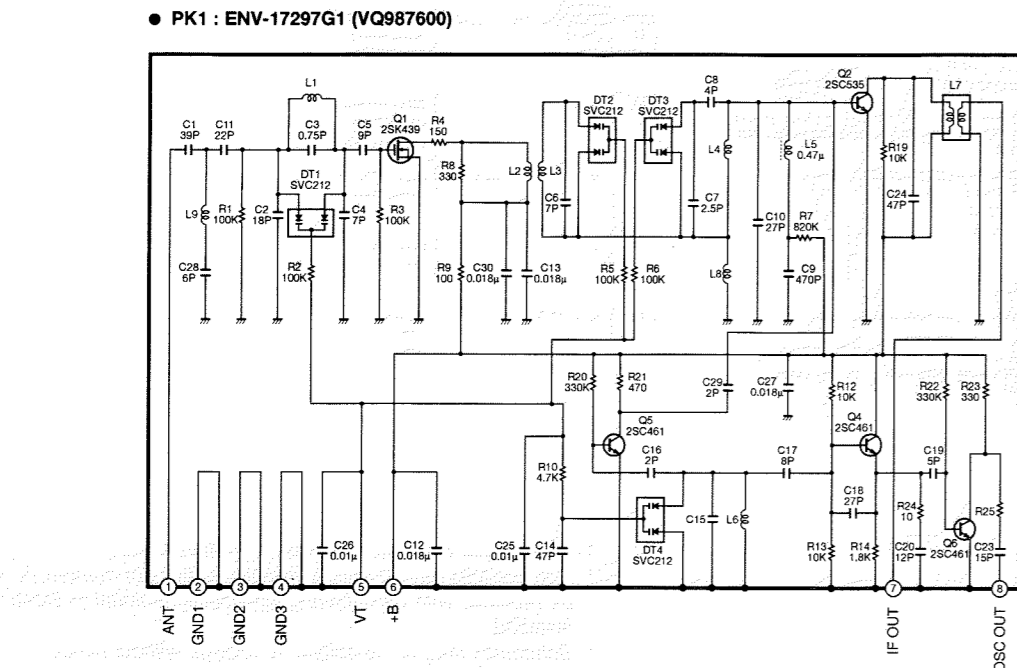 ● PK1 : ENV-17297G1 (VQ987600)
L1
C1
39P
C11
22P
C3
0.75P
C5
9P
Q1
2SK439
R4
150
R8
330
L2
L3
DT2
SVC212
DT3
SVC212
C8
4P
Q2
2SC535
L7
DT1
SVC212
L9
R1
100K
C2
18P
C4
7P
R3
100K
C6
7P
C7
2.5P
L4
L5
0.47μ
R19
10K
C24
47P
C10
27P
R7
820K
C28
6P
R2
100K
R9
100
C30
0.018μ
C13
0.018μ
R5
100K
R6
100K
L8
C9
470P
R20
330K
R21
470
C29
2P
C27
0.018μ
R12
10K
R22
330K
R23
330
Q5
2SC461
Q4
2SC461
R10
4.7K
C16
2P
C17
8P
C19
5P
C18
27P
R24
10
R25
C15
L6
Q6
2SC461
C26
0.01μ
C12
0.018μ
C25
0.01μ
C14
47P
DT4
SVC212
R13
10K
R14
1.8K
C20
12P
C23
15P
1
2
3
4
5
6
7
8
ANT
GND1
GND2
GND3
VT
+B
IF OUT
OSC OUT